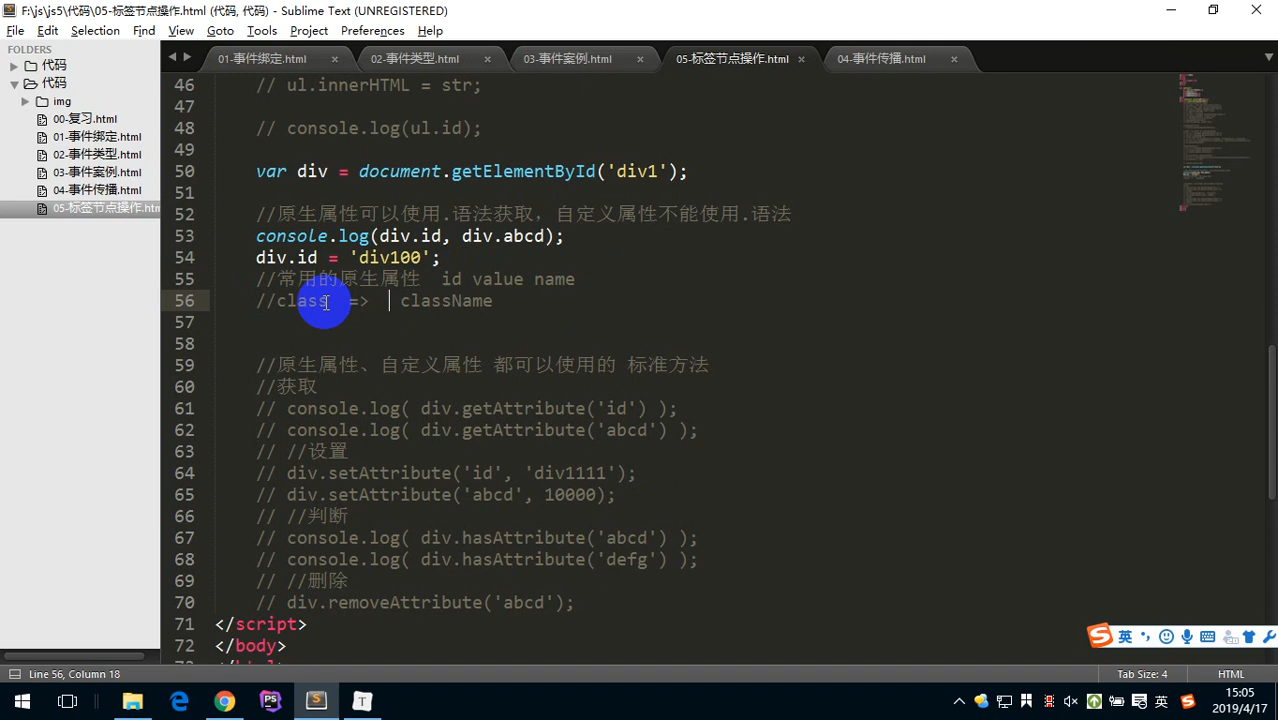 F:\js\js5\代码\05-标签节点操作.html (代码, 代码) - Sublime Text (UNREGISTERED)
File Edit Selection Find View Goto Tools Project Preferences Help
FOLDERS
代码
代码
img
00-复习.html
01-事件绑定.html
02-事件类型.html
03-事件案例.html
04-事件传播.html
05-标签节点操作.htm
01-事件绑定.html × 02-事件类型.html × 03-事件案例.html × 05-标签节点操作.html × 04-事件传播.html ×
46 // ul.innerHTML = str;
47
48 // console.log(ul.id);
49
50 var div = document.getElementById('div1');
51
52 //原生属性可以使用.语法获取，自定义属性不能使用.语法
53 console.log(div.id, div.abcd);
54 div.id = 'div100';
55 //常用的原生属性 id value name
56 //class => className
57
58
59 //原生属性、自定义属性 都可以使用的 标准方法
60 //获取
61 // console.log( div.getAttribute('id') );
62 // console.log( div.getAttribute('abcd') );
63 // //设置
64 // div.setAttribute('id', 'div1111');
65 // div.setAttribute('abcd', 10000);
66 // //判断
67 // console.log( div.hasAttribute('abcd') );
68 // console.log( div.hasAttribute('defg') );
69 // //删除
70 // div.removeAttribute('abcd');
71 </script>
72 </body>
英
Line 56, Column 18 Tab Size: 4 HTML
英
15:05
2019/4/17